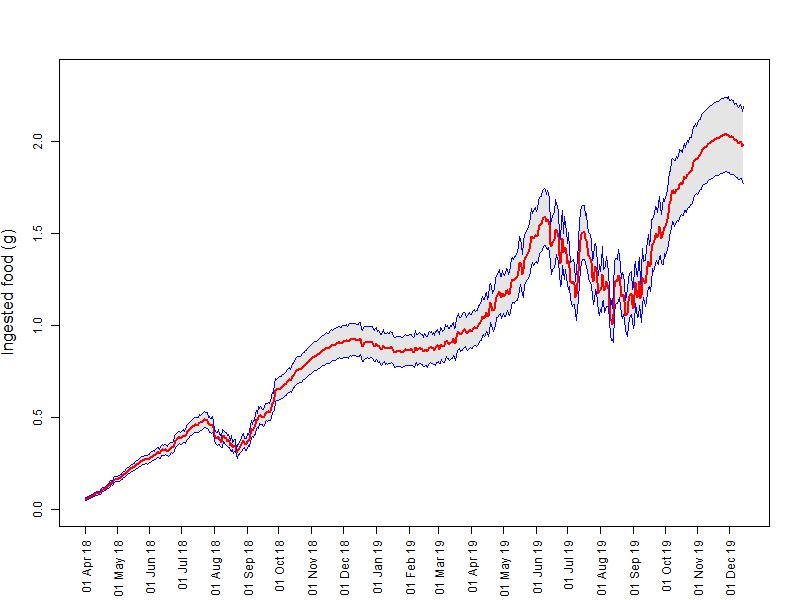 Ingested food (g)
2.0
1.5
1.0
0.5
0.0
01 Apr 18
01 May 18
01 Jun 18
01 Jul 18
01 Aug 18
01 Sep 18
01 Oct 18
01 Nov 18
01 Dec 18
01 Jan 19
01 Feb 19
01 Mar 19
01 Apr 19
01 May 19
01 Jun 19
01 Jul 19
01 Aug 19
01 Sep 19
01 Oct 19
01 Nov 19
01 Dec 19